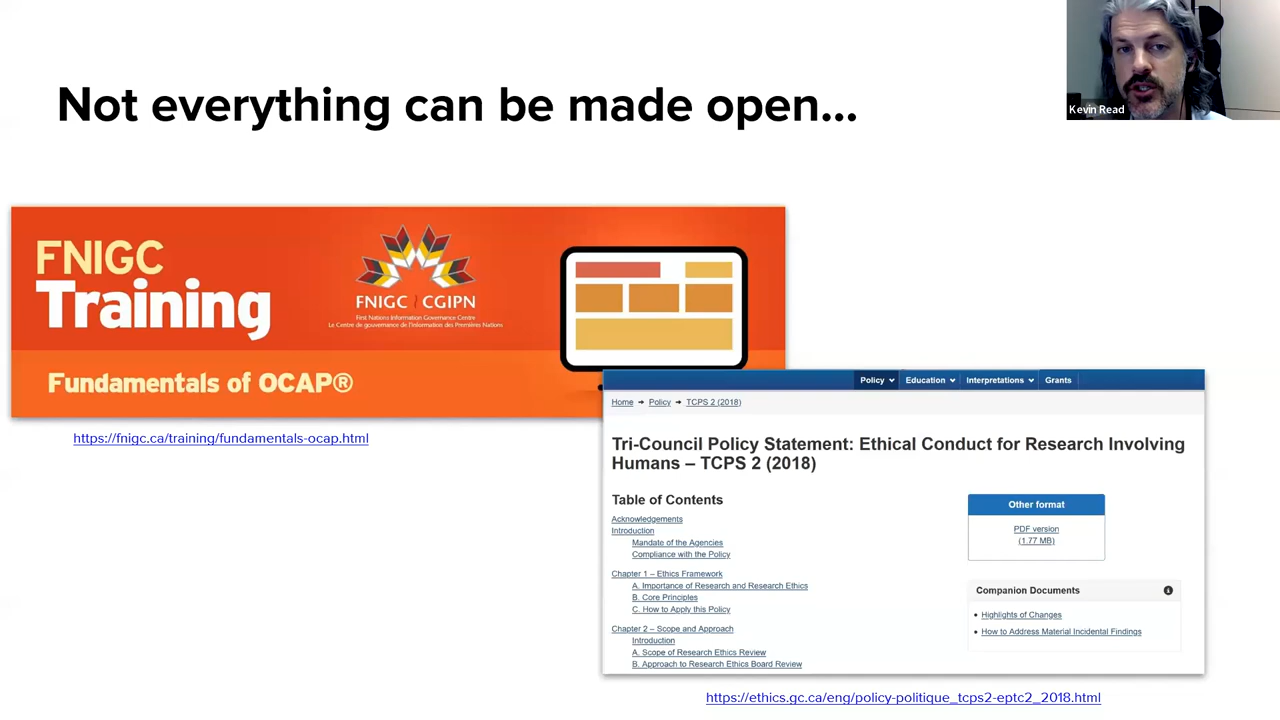 Not everything can be made open...
Kevin Read
FNIGC
Training
FNIGC CGIPN
First Nations Information Governance Centre
Le Centre de gouvernance de l'information des Premières Nations
Fundamentals of OCAP®
https://fnigc.ca/training/fundamentals-ocap.html
Policy Education Interpretations Grants
Home → Policy → TCPS 2 (2018)
Tri-Council Policy Statement: Ethical Conduct for Research Involving
Humans – TCPS 2 (2018)
Table of Contents
Acknowledgements
Introduction
Mandate of the Agencies
Compliance with the Policy
Chapter 1 – Ethics Framework
A. Importance of Research and Research Ethics
B. Core Principles
C. How to Apply this Policy
Chapter 2 – Scope and Approach
Introduction
A. Scope of Research Ethics Review
B. Approach to Research Ethics Board Review
Other format
PDF version
(1.77 MB)
Companion Documents
• Highlights of Changes
• How to Address Material Incidental Findings
https://ethics.gc.ca/eng/policy-politique_tcps2-eptc2_2018.html